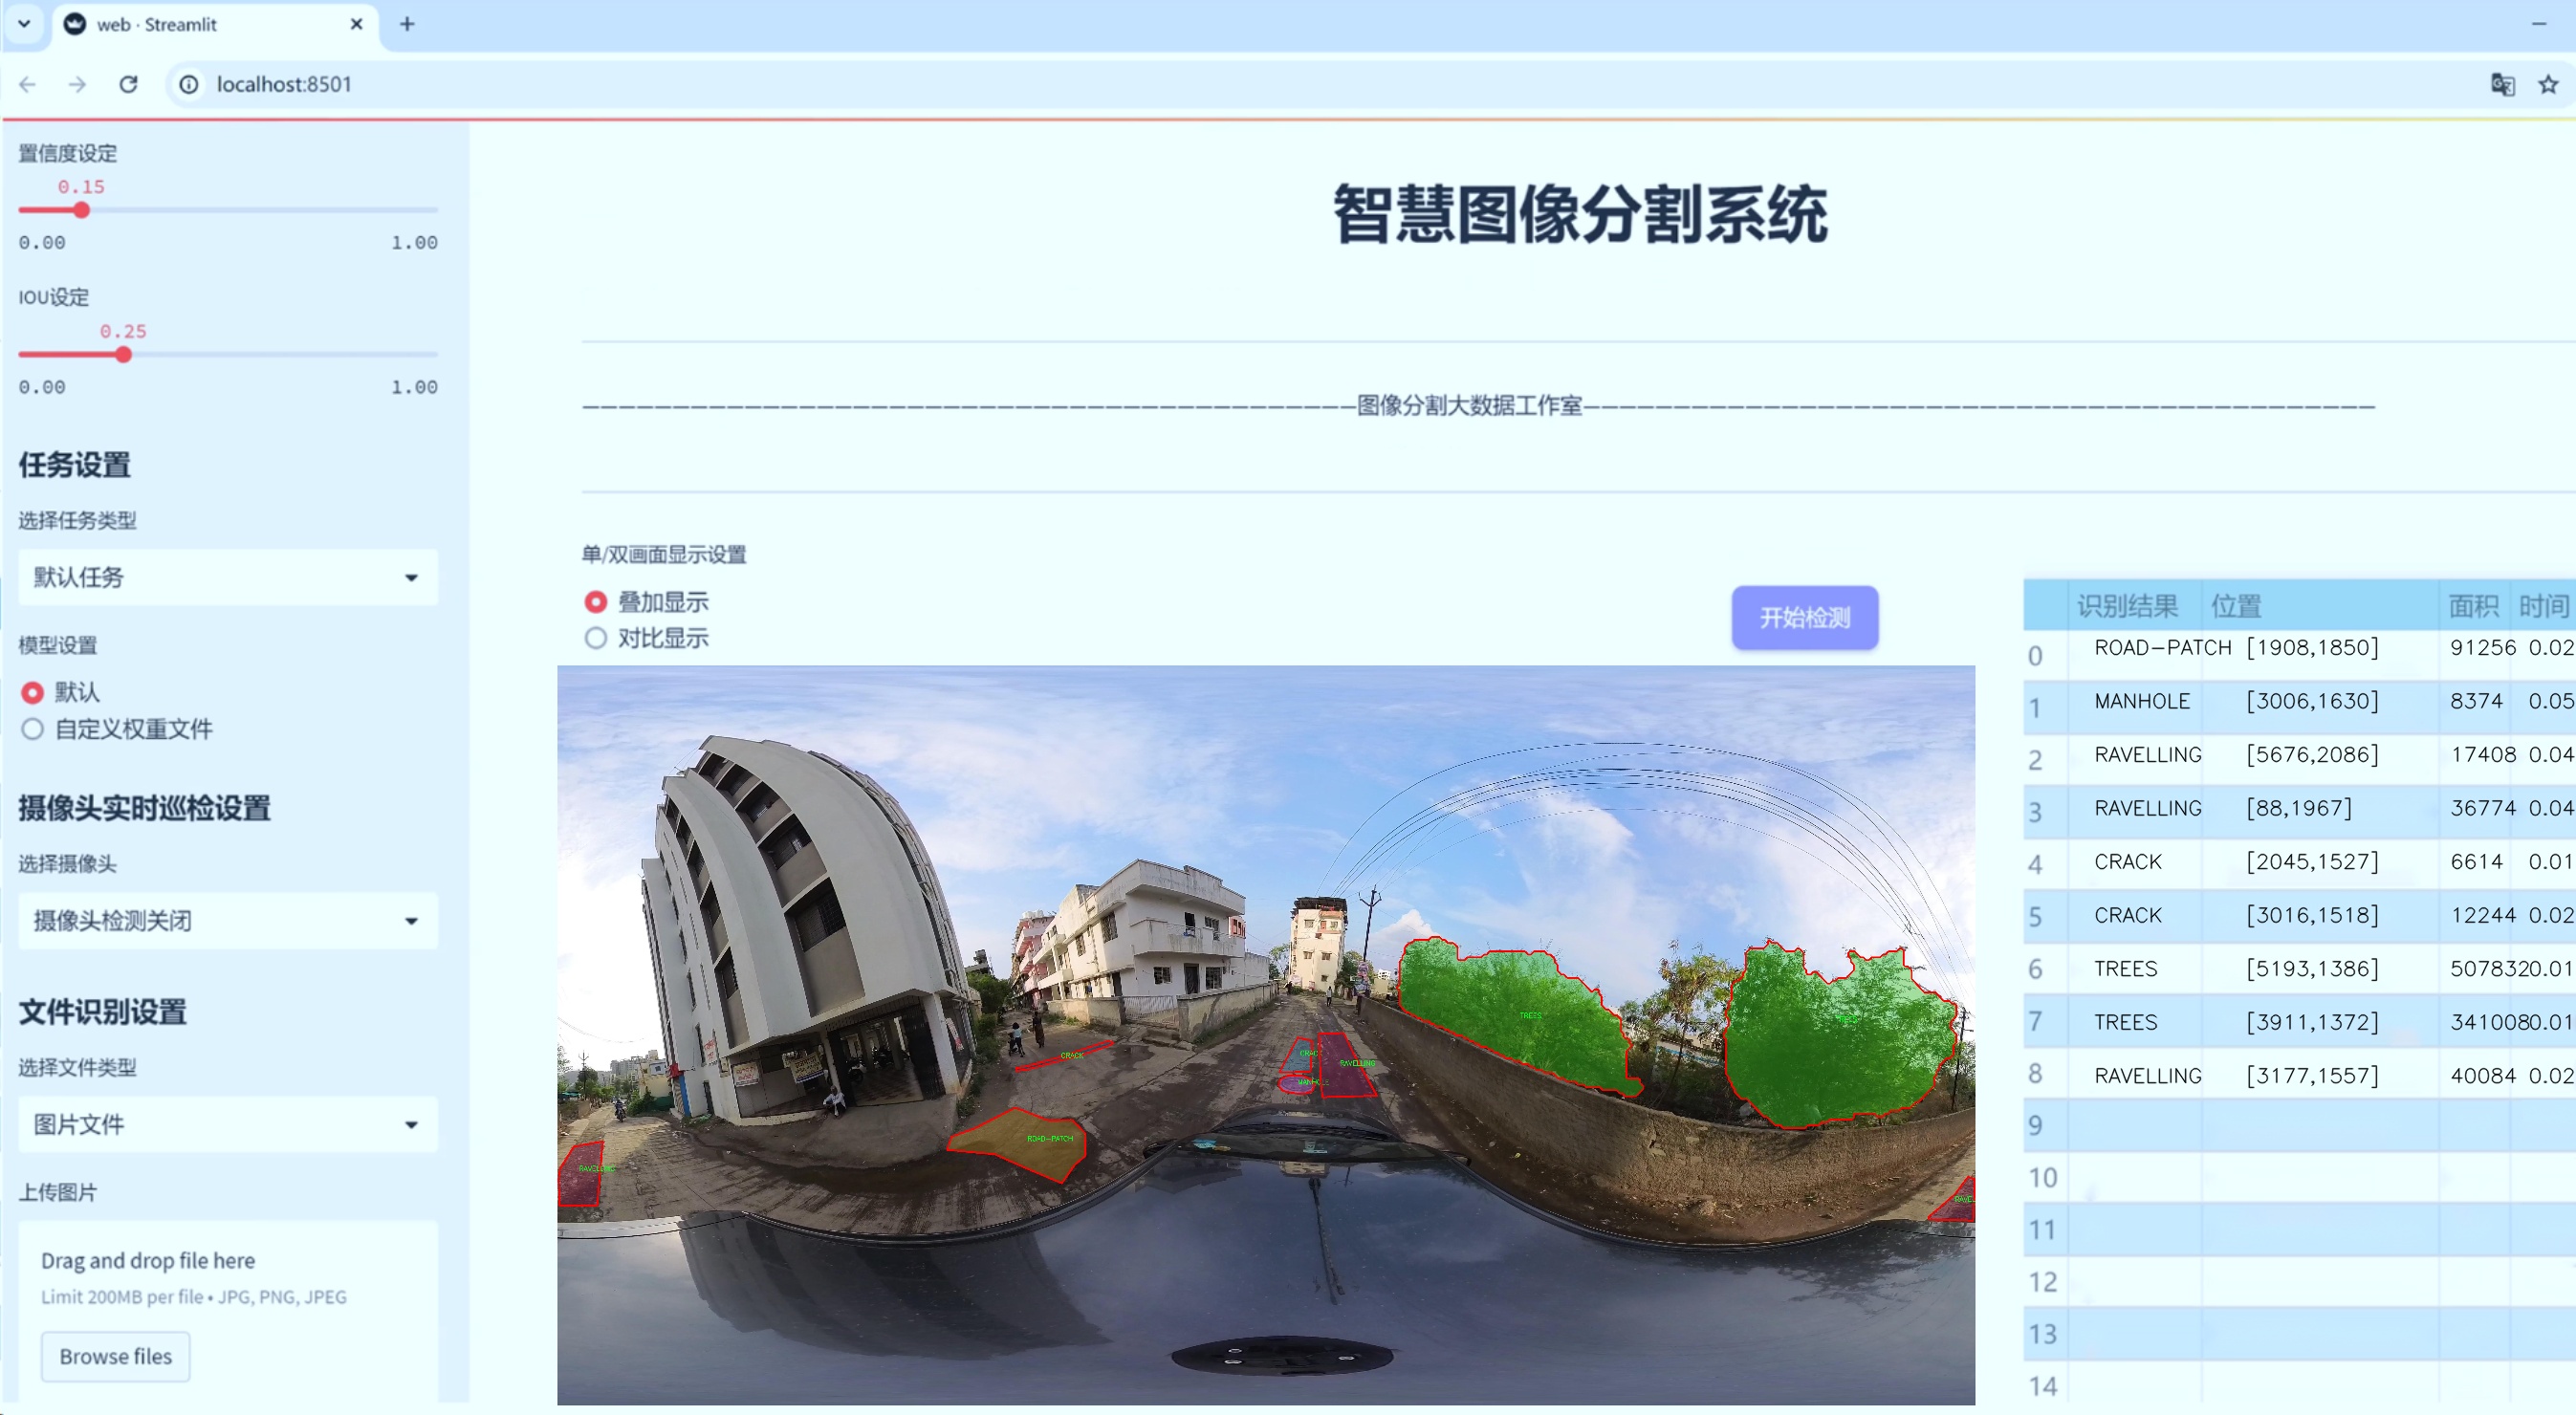 web · Streamlit
localhost:8501
置信度设定
0.15
0.00 1.00
IOU设定
0.25
0.00 1.00
任务设置
选择任务类型
默认任务
模型设置
默认
自定义权重文件
摄像头实时巡检设置
选择摄像头
摄像头检测关闭
文件识别设置
选择文件类型
图片文件
上传图片
Drag and drop file here
Limit 200MB per file • JPG, PNG, JPEG
Browse files
智慧图像分割系统
图像分割大数据工作室
单/双画面显示设置
叠加显示
对比显示
开始检测
TREES
CRACK
CRAC
RAVELLING
MANHOLE
ROAD-PATCH
RAVELLING
RAVEL
识别结果 位置 面积 时间
0 ROAD-PATCH [1908,1850] 91256 0.02
1 MANHOLE [3006,1630] 8374 0.05
2 RAVELLING [5676,2086] 17408 0.04
3 RAVELLING [88,1967] 36774 0.04
4 CRACK [2045,1527] 6614 0.01
5 CRACK [3016,1518] 12244 0.02
6 TREES [5193,1386] 5078320.01
7 TREES [3911,1372] 3410080.01
8 RAVELLING [3177,1557] 40084 0.02
9
10
11
12
13
14